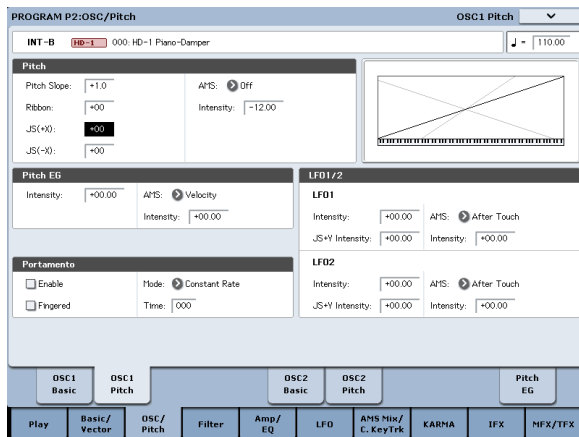 PROGRAM P2:OSC/Pitch OSC1 Pitch
INT-B HD-1 000: HD-1 Piano-Damper ♩= 110.00
Pitch
Pitch Slope: +1.0 AMS: Off
Ribbon: +00 Intensity: -12.00
JS(+X): +00
JS(-X): +00
Pitch EG
Intensity: +00.00 AMS: Velocity
Intensity: +00.00
LFO1/2
LFO1
Intensity: +00.00 AMS: After Touch
JS+Y Intensity: +00.00 Intensity: +00.00
LFO2
Intensity: +00.00 AMS: After Touch
JS+Y Intensity: +00.00 Intensity: +00.00
Portamento
Enable Mode: Constant Rate
Fingered Time: 000
OSC1 Basic OSC1 Pitch OSC2 Basic OSC2 Pitch Pitch EG
Play Basic/Vector OSC/Pitch Filter Amp/EQ LFO AMS Mix/C.KeyTrk KARMA IFX MFX/TFX